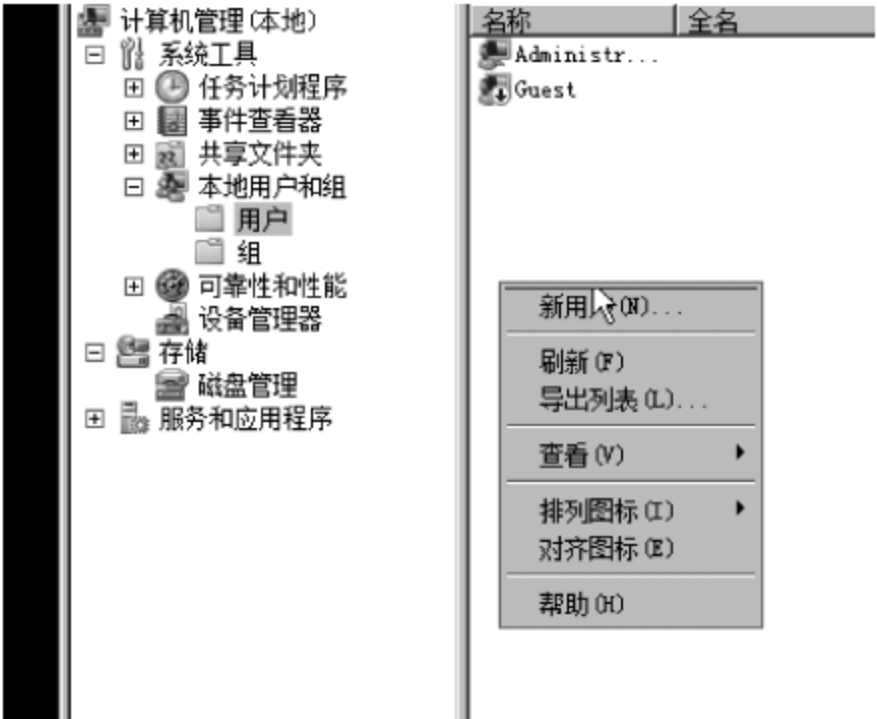 计算机管理(本地)
系统工具
任务计划程序
事件查看器
共享文件夹
本地用户和组
用户
组
可靠性和性能
设备管理器
存储
磁盘管理
服务和应用程序
名称 全名
Administr...
Guest
新用 (N)...
刷新(F)
导出列表(L)...
查看(V)
排列图标(I)
对齐图标(E)
帮助(H)